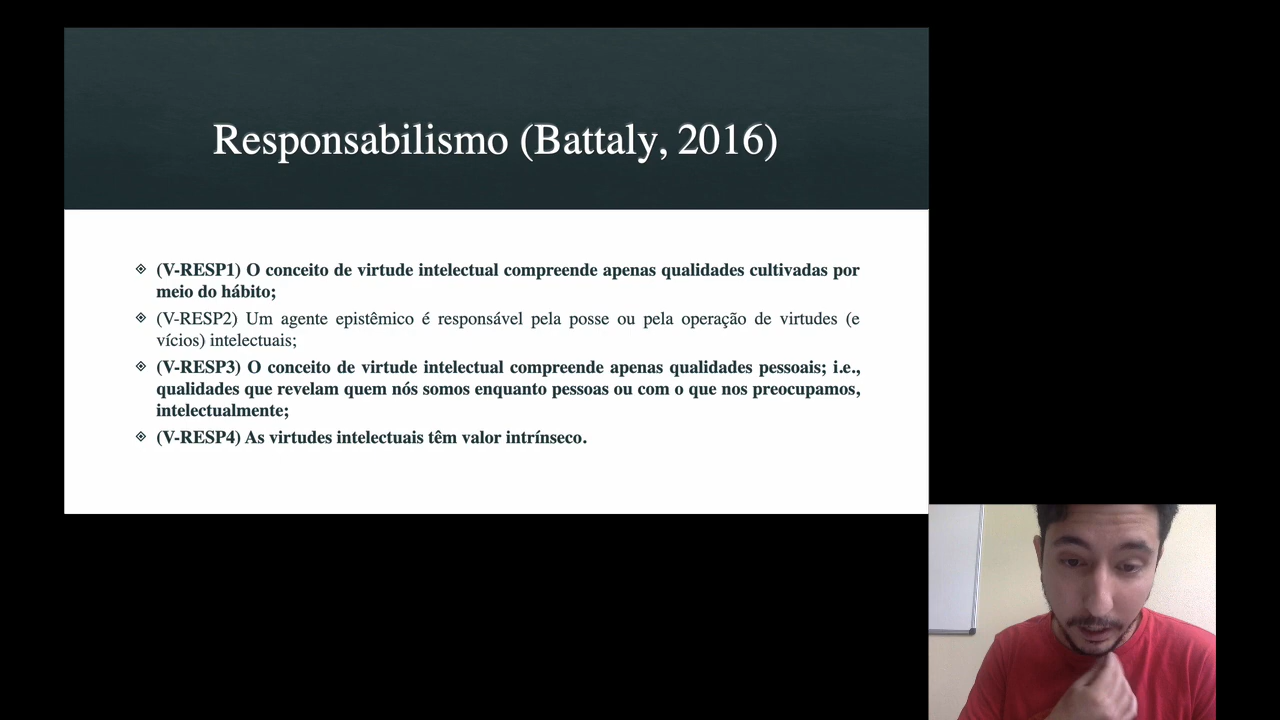 Responsabilismo (Battaly, 2016)
(V-RESP1) O conceito de virtude intelectual compreende apenas qualidades cultivadas por
meio do hábito;
(V-RESP2) Um agente epistêmico é responsável pela posse ou pela operação de virtudes (e
vícios) intelectuais;
(V-RESP3) O conceito de virtude intelectual compreende apenas qualidades pessoais; i.e.,
qualidades que revelam quem nós somos enquanto pessoas ou com o que nos preocupamos,
intelectualmente;
(V-RESP4) As virtudes intelectuais têm valor intrínseco.